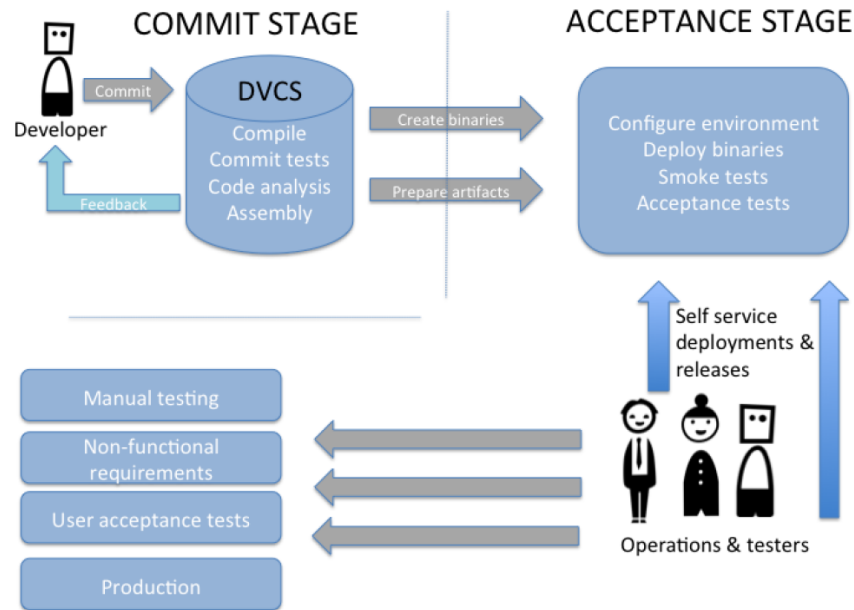 COMMIT STAGE
ACCEPTANCE STAGE
Developer
Commit
Feedback
DVCS
Compile
Commit tests
Code analysis
Assembly
Create binaries
Prepare artifacts
Configure environment
Deploy binaries
Smoke tests
Acceptance tests
Self service
deployments &
releases
Operations & testers
Manual testing
Non-functional
requirements
User acceptance tests
Production